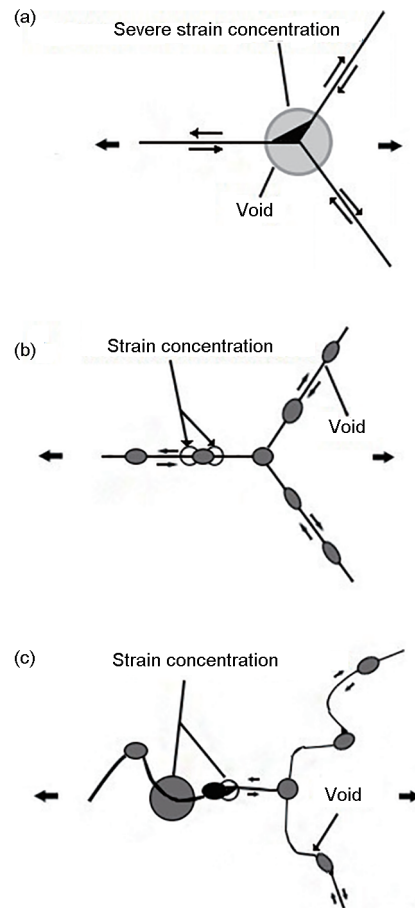 (a)
Severe strain concentration
Void
(b)
Strain concentration
Void
(c)
Strain concentration
Void